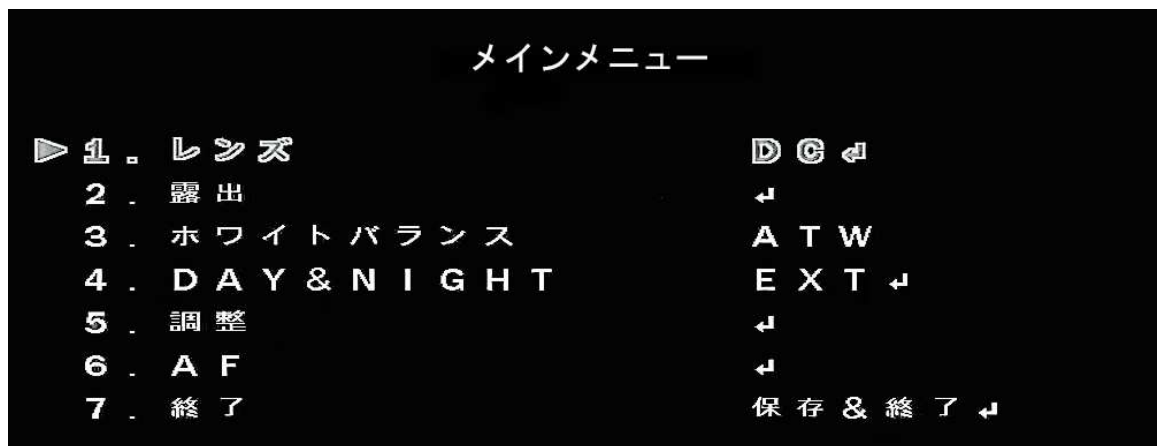 メインメニュー
▷1. レンズ DC↲
2. 露出 ↲
3. ホワイトバランス ATW
4. DAY&NIGHT EXT↲
5. 調整 ↲
6. AF ↲
7. 終了 保存&終了↲